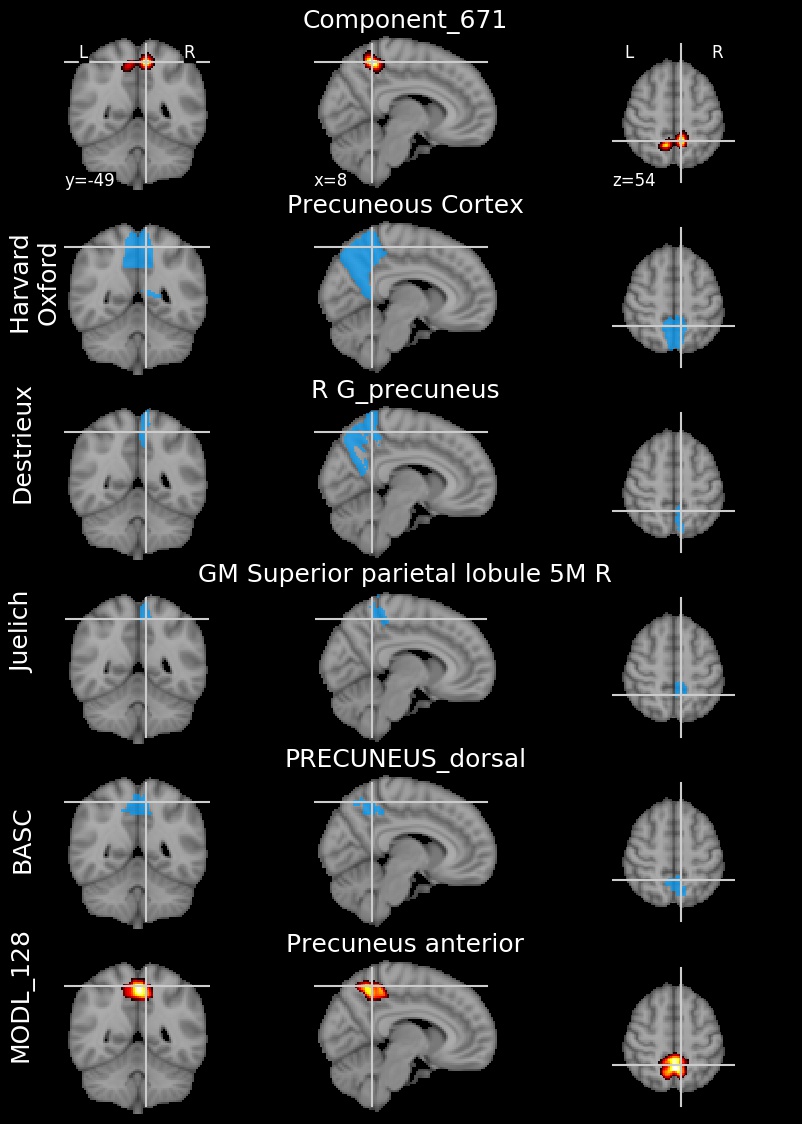 Component_671
L R
L R
y=-49
x=8
z=54
Precuneous Cortex
Harvard
Oxford
R G_precuneus
Destrieux
GM Superior parietal lobule 5M R
Juelich
PRECUNEUS_dorsal
BASC
Precuneus anterior
MODL_128